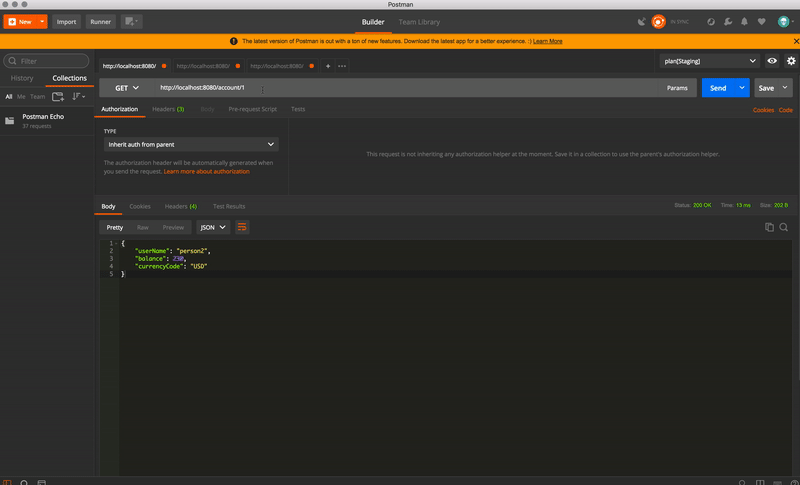 Postman
New
Import
Runner
Builder
Team Library
IN SYNC
The latest version of Postman is out with a ton of new features. Download the latest app for a better experience. :) Learn More
Filter
History
Collections
All Me Team
Postman Echo
37 requests
http://localhost:8080/
http://localhost:8080/
http://localhost:8080/
plan[Staging]
GET
http://localhost:8080/account/1
Params
Send
Save
Authorization
Headers (3)
Body
Pre-request Script
Tests
Cookies
Code
TYPE
Inherit auth from parent
The authorization header will be automatically generated when
you send the request. Learn more about authorization
This request is not inheriting any authorization helper at the moment. Save it in a collection to use the parent's authorization helper.
Body
Cookies
Headers (4)
Test Results
Status: 200 OK
Time: 13 ms
Size: 202 B
Pretty
Raw
Preview
JSON
1 {
2 "userName": "person2",
3 "balance": 230,
4 "currencyCode": "USD"
5 }